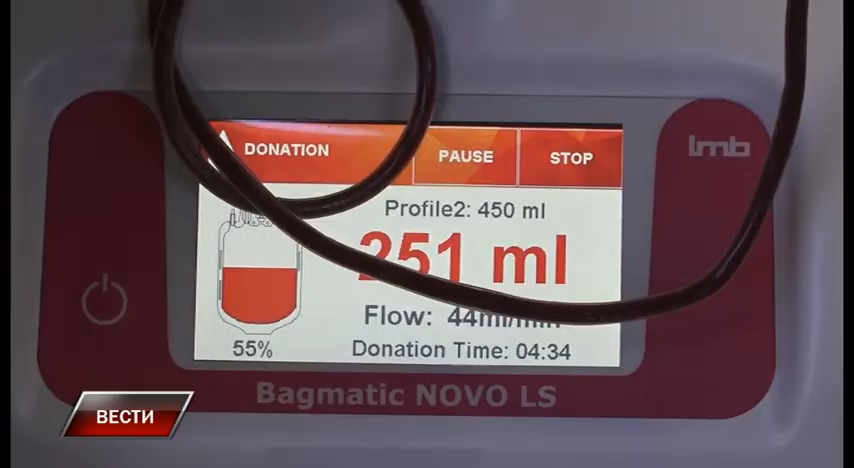 DONATION
PAUSE
STOP
lmb
Profile2: 450 ml
251 ml
Flow: 44ml/min
55%
Donation Time: 04:34
Bagmatic NOVO LS
ВЕСТИ